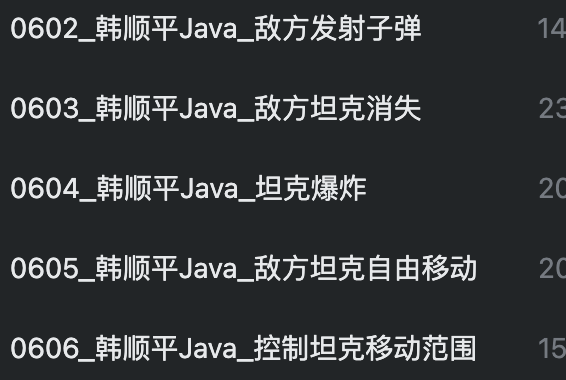 0602_韩顺平Java_敌方发射子弹 14
0603_韩顺平Java_敌方坦克消失 23
0604_韩顺平Java_坦克爆炸 20
0605_韩顺平Java_敌方坦克自由移动 20
0606_韩顺平Java_控制坦克移动范围 15